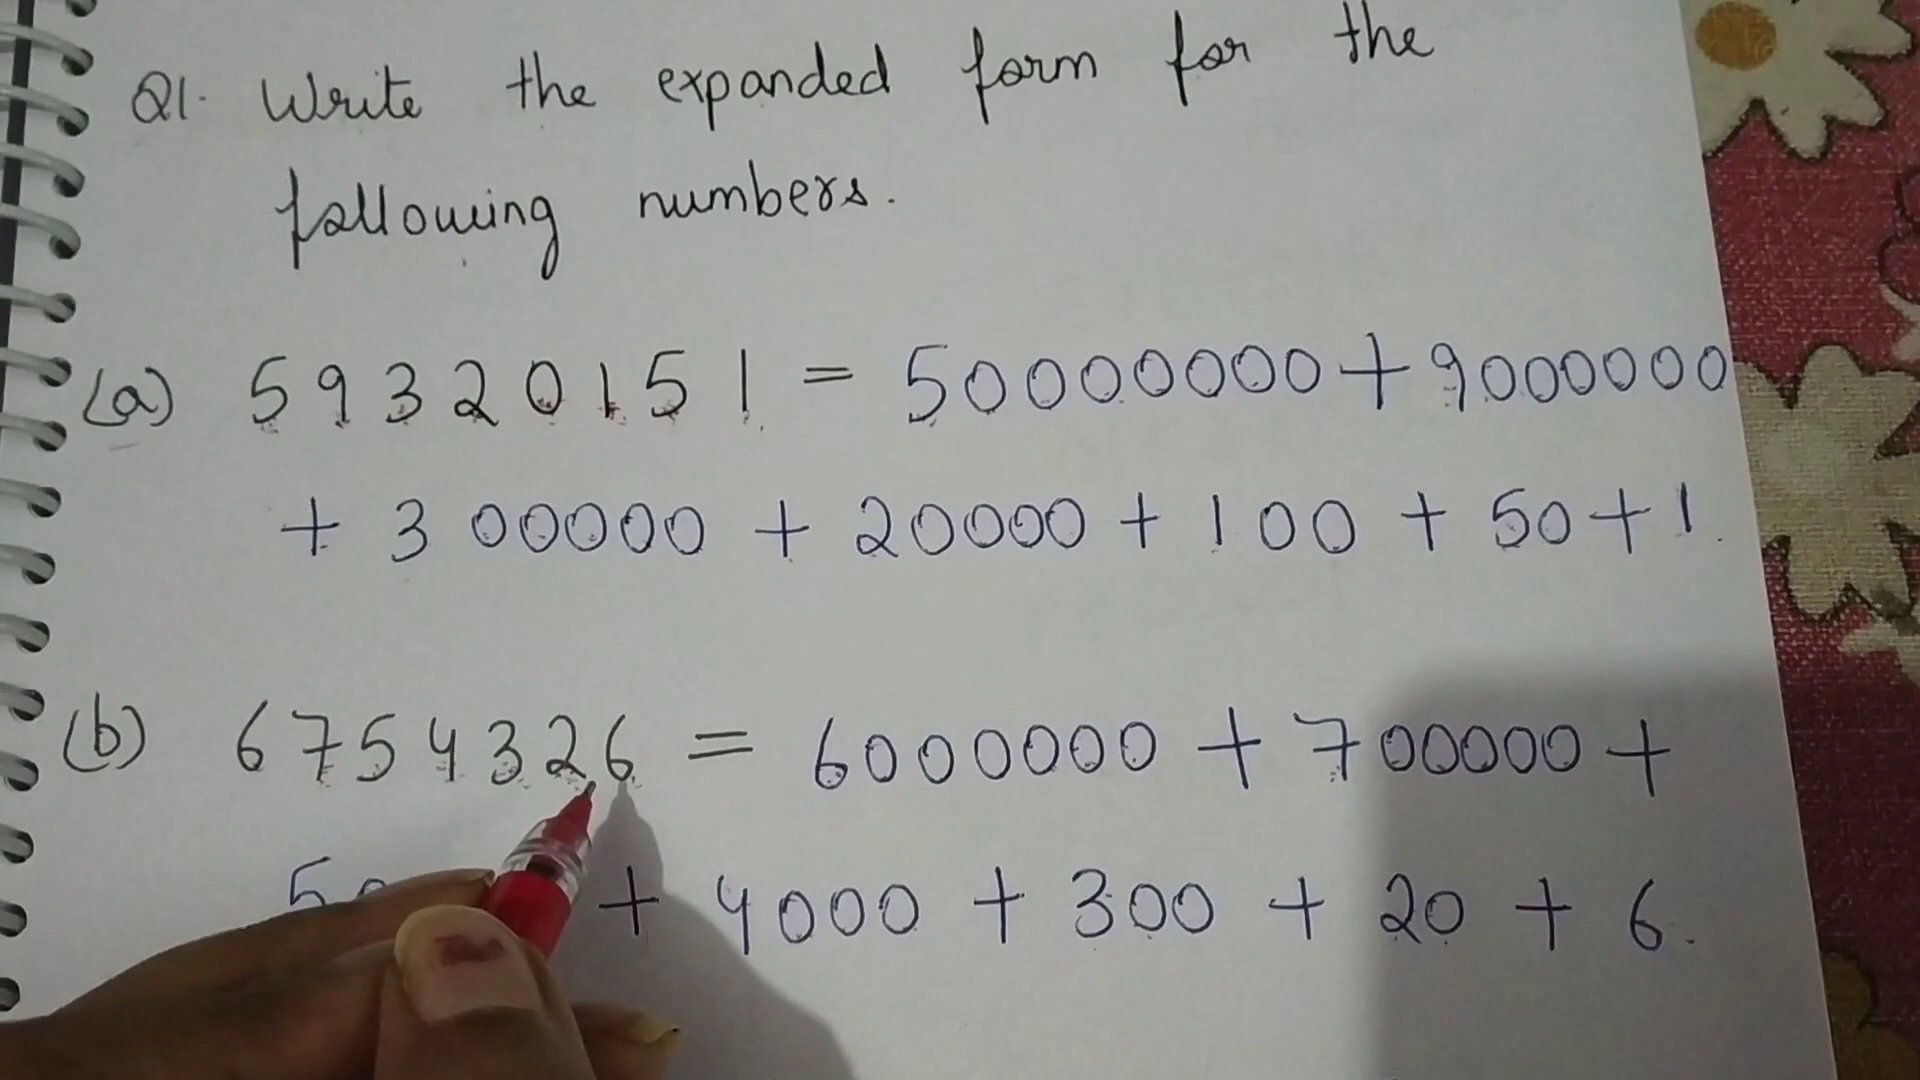 Q1. Write the expanded form for the
following numbers.
(a) 59320151 = 50000000 + 9000000
+ 300000 + 20000 + 100 + 50 + 1.
(b) 6754326 = 6000000 + 700000 +
+ 4000 + 300 + 20 + 6.